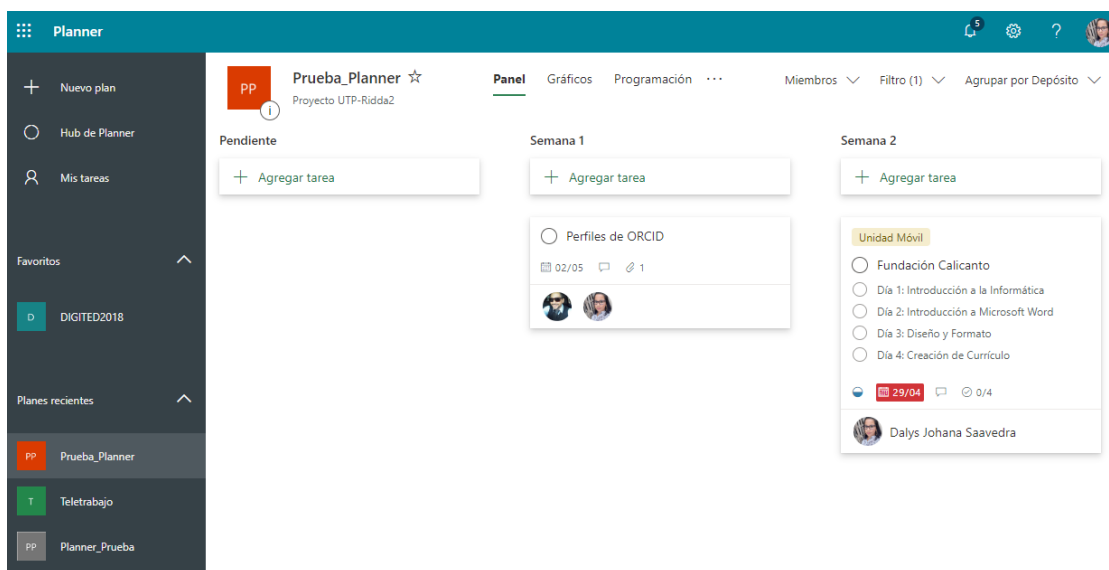 Planner
5
?
Nuevo plan
Hub de Planner
Mis tareas
Favoritos
D DIGITED2018
Planes recientes
PP Prueba_Planner
T Teletrabajo
PP Planner_Prueba
PP
i
Prueba_Planner
Proyecto UTP-Ridda2
Panel Gráficos Programación ···
Miembros Filtro (1) Agrupar por Depósito
Pendiente
+ Agregar tarea
Semana 1
+ Agregar tarea
Perfiles de ORCID
02/05 1
Semana 2
+ Agregar tarea
Unidad Móvil
Fundación Calicanto
Día 1: Introducción a la Informática
Día 2: Introducción a Microsoft Word
Día 3: Diseño y Formato
Día 4: Creación de Currículo
29/04 0/4
Dalys Johana Saavedra